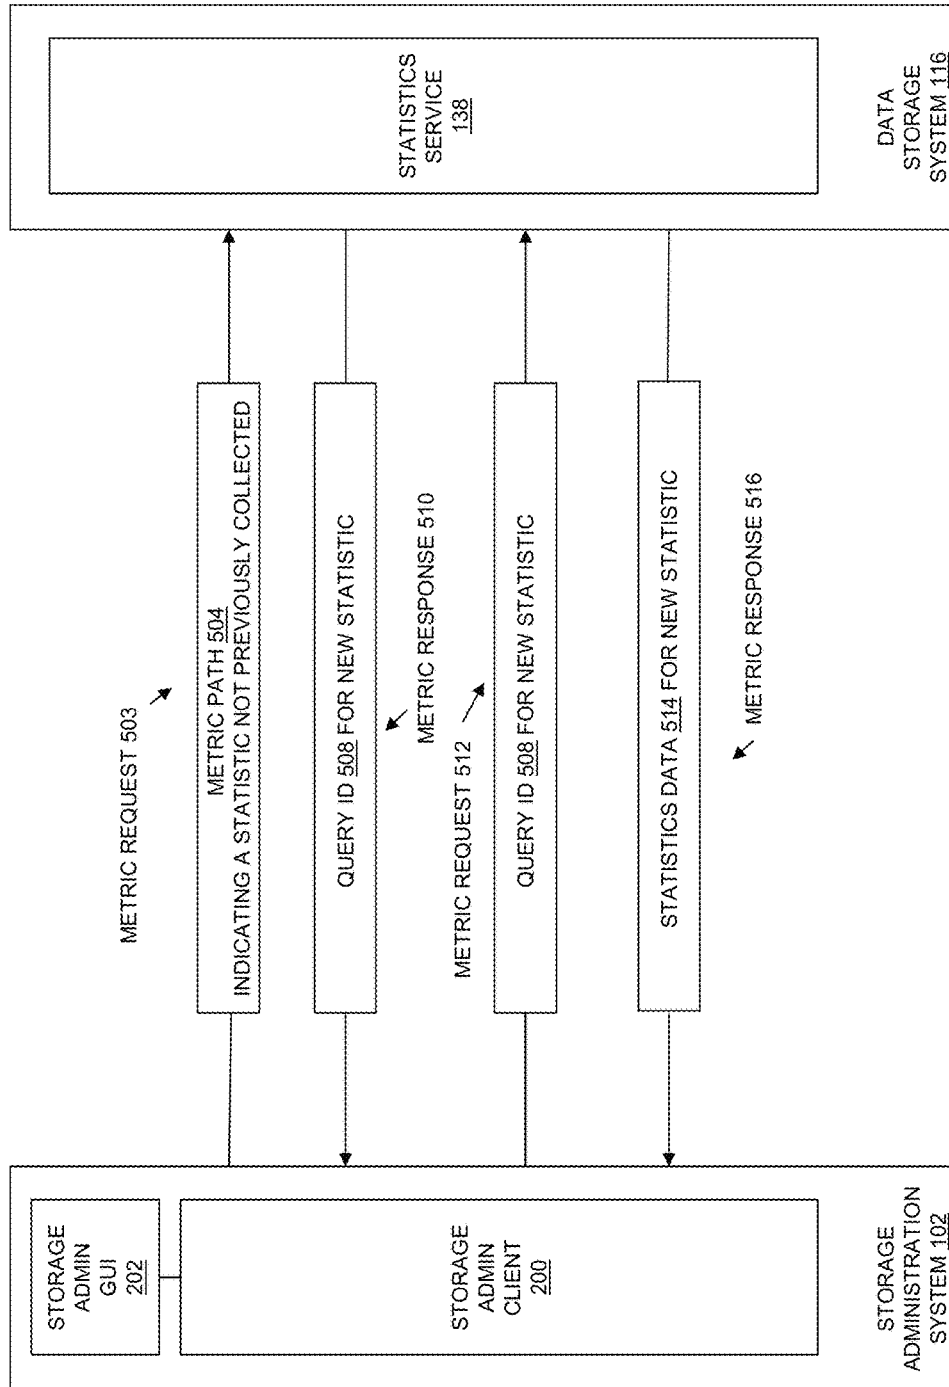 STORAGE
ADMIN
GUI
202
STORAGE
ADMIN
CLIENT
200
STORAGE
ADMINISTRATION
SYSTEM 102
METRIC REQUEST 503
METRIC PATH 504
INDICATING A STATISTIC NOT PREVIOUSLY COLLECTED
QUERY ID 508 FOR NEW STATISTIC
METRIC RESPONSE 510
METRIC REQUEST 512
QUERY ID 508 FOR NEW STATISTIC
STATISTICS DATA 514 FOR NEW STATISTIC
METRIC RESPONSE 516
STATISTICS
SERVICE
138
DATA
STORAGE
SYSTEM 116